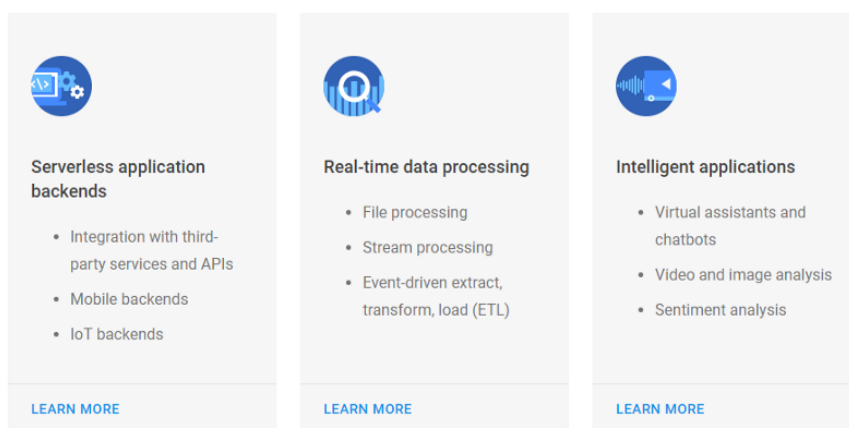 Serverless application
backends
• Integration with third-
party services and APIs
• Mobile backends
• IoT backends
LEARN MORE
Real-time data processing
• File processing
• Stream processing
• Event-driven extract,
transform, load (ETL)
LEARN MORE
Intelligent applications
• Virtual assistants and
chatbots
• Video and image analysis
• Sentiment analysis
LEARN MORE